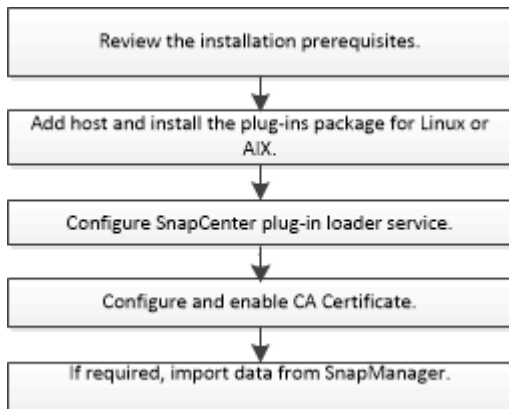 Review the installation prerequisites.
Add host and install the plug-ins package for Linux or
AIX.
Configure SnapCenter plug-in loader service.
Configure and enable CA Certificate.
If required, import data from SnapManager.